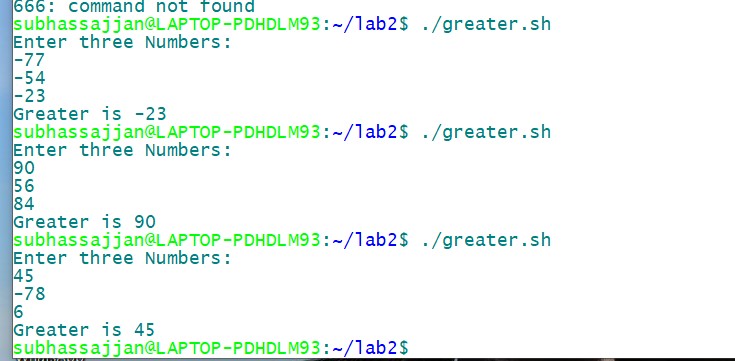 666: command not found
subhassajjan@LAPTOP-PDHDLM93:~/lab2$ ./greater.sh
Enter three Numbers:
-77
-54
-23
Greater is -23
subhassajjan@LAPTOP-PDHDLM93:~/lab2$ ./greater.sh
Enter three Numbers:
90
56
84
Greater is 90
subhassajjan@LAPTOP-PDHDLM93:~/lab2$ ./greater.sh
Enter three Numbers:
45
-78
6
Greater is 45
subhassajjan@LAPTOP-PDHDLM93:~/lab2$